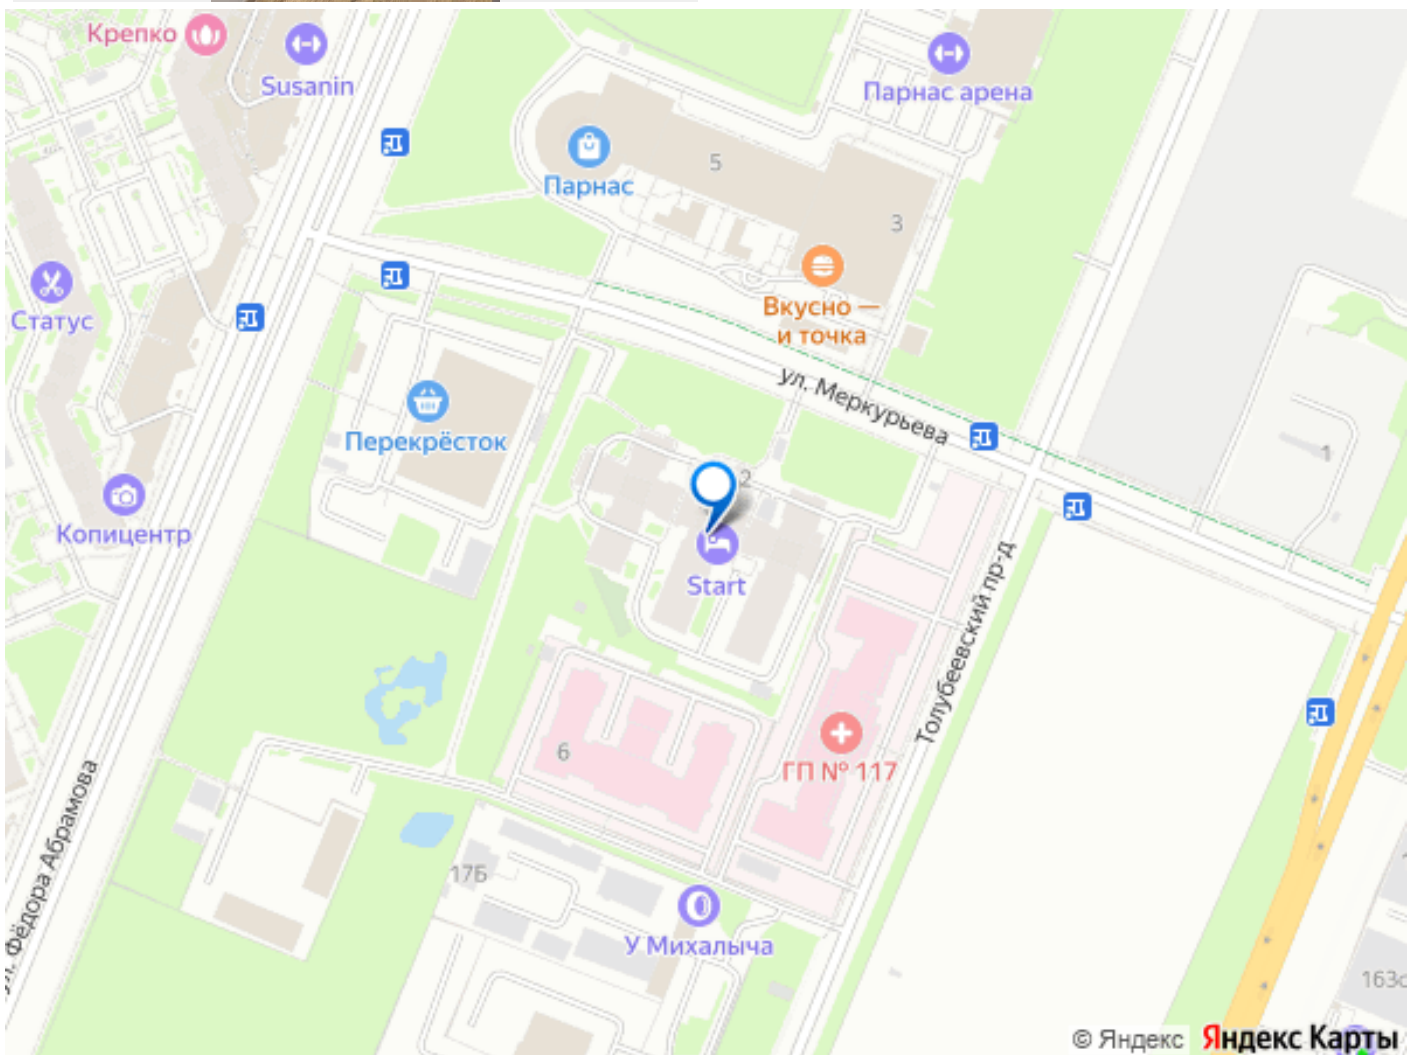 Крепко
Susanin
Парнас арена
Парнас
5
3
Статус
Вкусно —
и точка
ул. Меркурьева
Перекрёсток
1
2
Копицентр
Start
Толубеевский пр-д
6
ГП № 117
ул. Фёдора Абрамова
17Б
У Михалыча
© Яндекс
Яндекс Карты